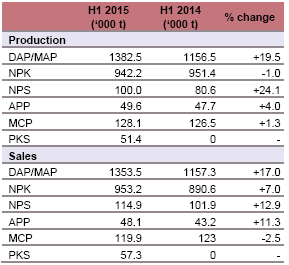 H1 2015 H1 2014 % change
('000 t) ('000 t)
Production
DAP/MAP 1382.5 1156.5 +19.5
NPK 942.2 951.4 -1.0
NPS 100.0 80.6 +24.1
APP 49.6 47.7 +4.0
MCP 128.1 126.5 +1.3
PKS 51.4 0 -
Sales
DAP/MAP 1353.5 1157.3 +17.0
NPK 953.2 890.6 +7.0
NPS 114.9 101.9 +12.9
APP 48.1 43.2 +11.3
MCP 119.9 123 -2.5
PKS 57.3 0 -